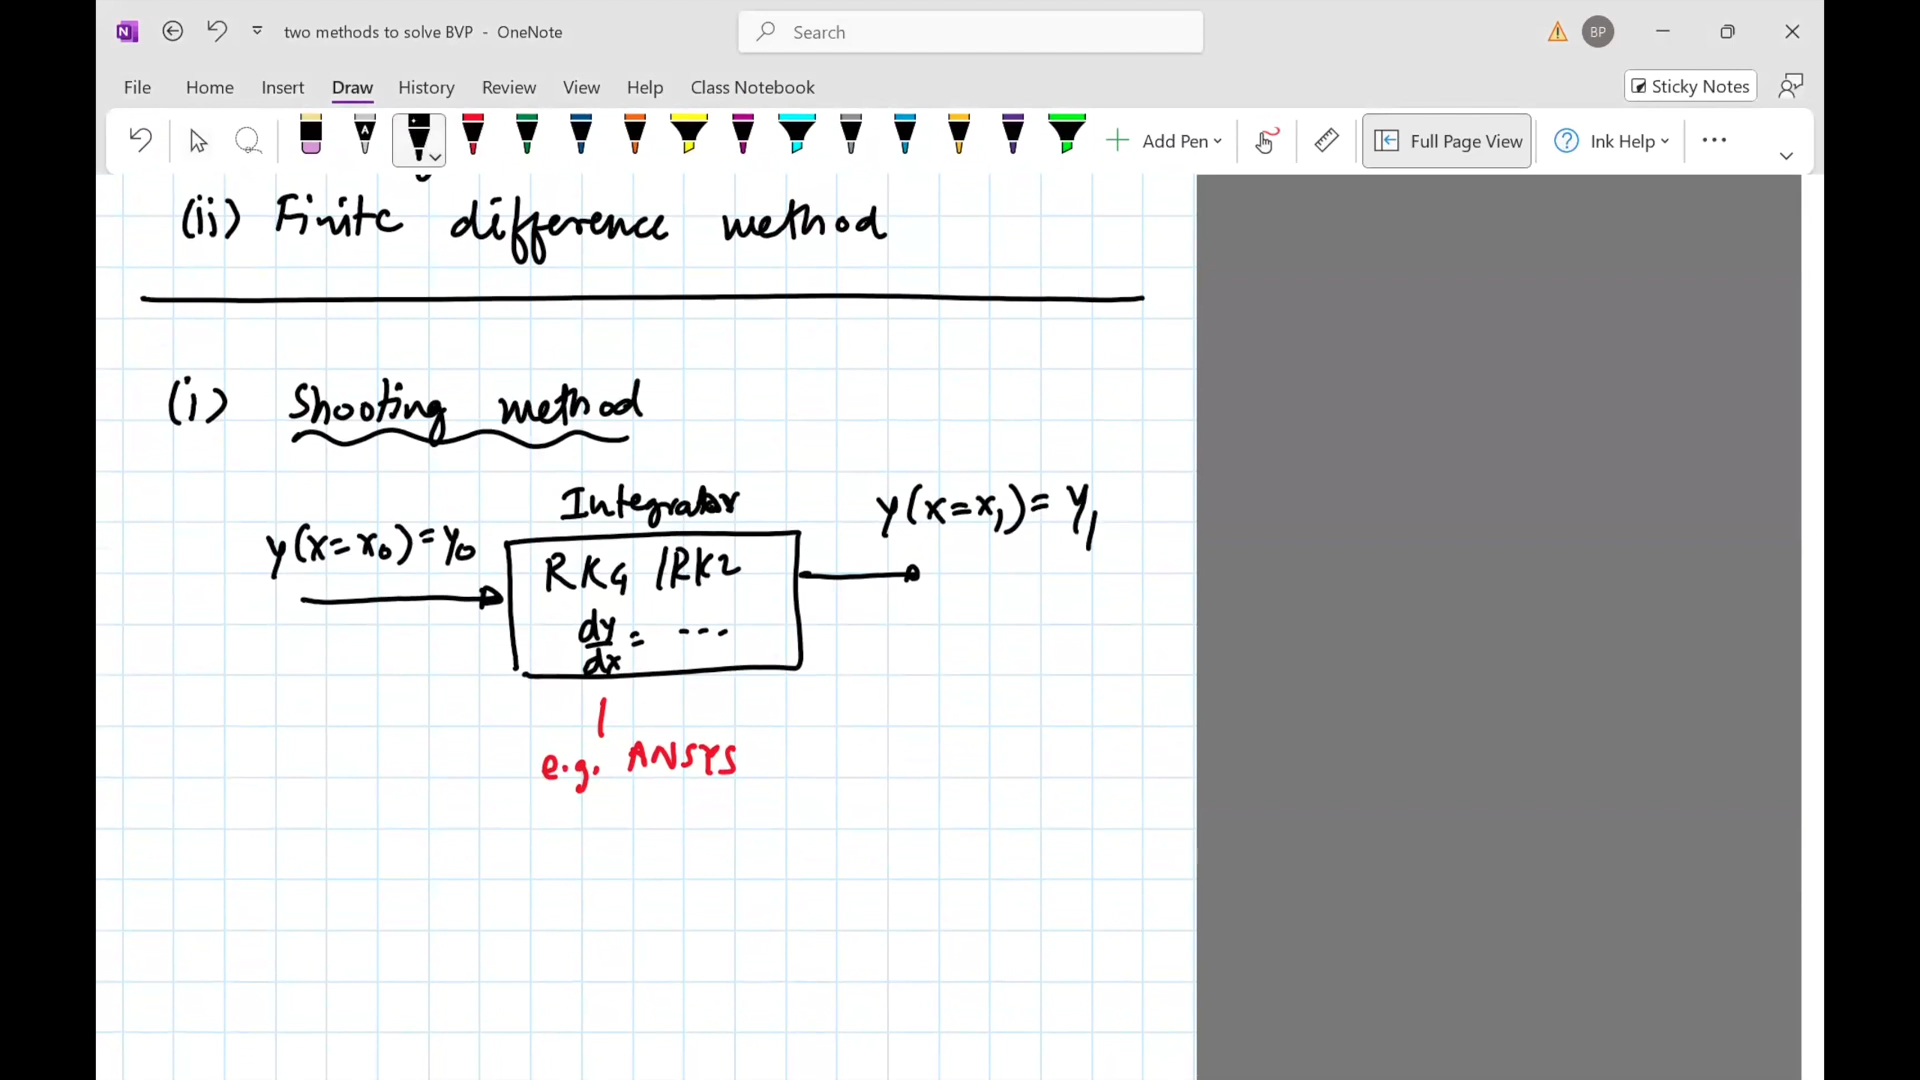 two methods to solve BVP - OneNote
Search
BP
File Home Insert Draw History Review View Help Class Notebook
Sticky Notes
A
Add Pen
Full Page View
Ink Help
(ii) Finite difference method
(i) Shooting method
Integrator
y(x=x₀)=y₀
y(x=x₁)=y₁
RK4 /RK2
dy/dx = ...
e.g. ANSYS